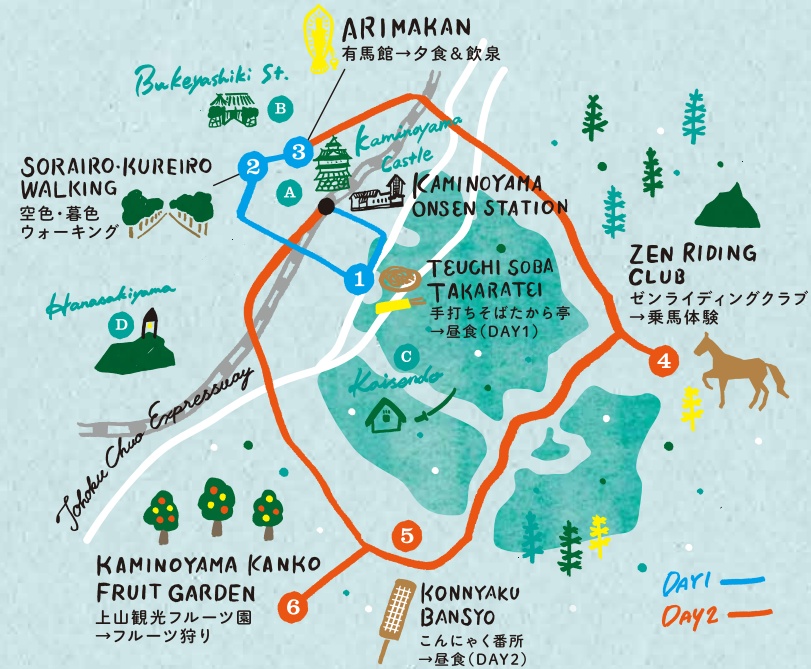 ARIMAKAN
有馬館→夕食&飲泉
Bukeyashiki St.
B
Kaminoyama
Castle
3
2
SORAIRO·KUREIRO
WALKING
空色・暮色
ウォーキング
A
KAMINOYAMA
ONSEN STATION
ZEN RIDING
CLUB
ゼンライディングクラブ
→乗馬体験
1
TEUCHI SOBA
TAKARATEI
手打ちそばたから亭
→昼食(DAY1)
Hanasakiyama
D
C
Kaisendo
4
Tohoku Chuo Expressway
5
KAMINOYAMA KANKO
FRUIT GARDEN
上山観光フルーツ園
→フルーツ狩り
6
KONNYAKU
BANSYO
こんにゃく番所
→昼食(DAY2)
DAY1
DAY2